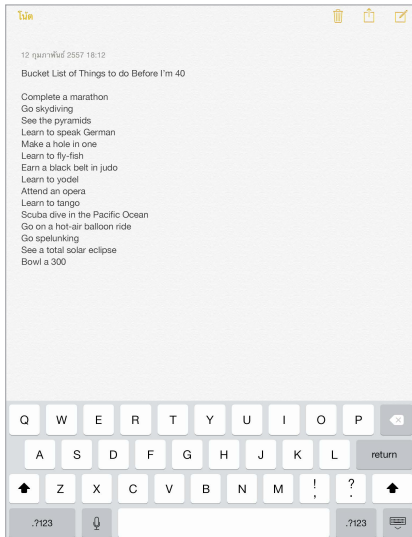 โน้ต
12 กุมภาพันธ์ 2557 18:12
Bucket List of Things to do Before I'm 40
Complete a marathon
Go skydiving
See the pyramids
Learn to speak German
Make a hole in one
Learn to fly-fish
Earn a black belt in judo
Learn to yodel
Attend an opera
Learn to tango
Scuba dive in the Pacific Ocean
Go on a hot-air balloon ride
Go spelunking
See a total solar eclipse
Bowl a 300
Q W E R T Y U I O P
A S D F G H J K L return
Z X C V B N M ! , ? .
.?123 .?123